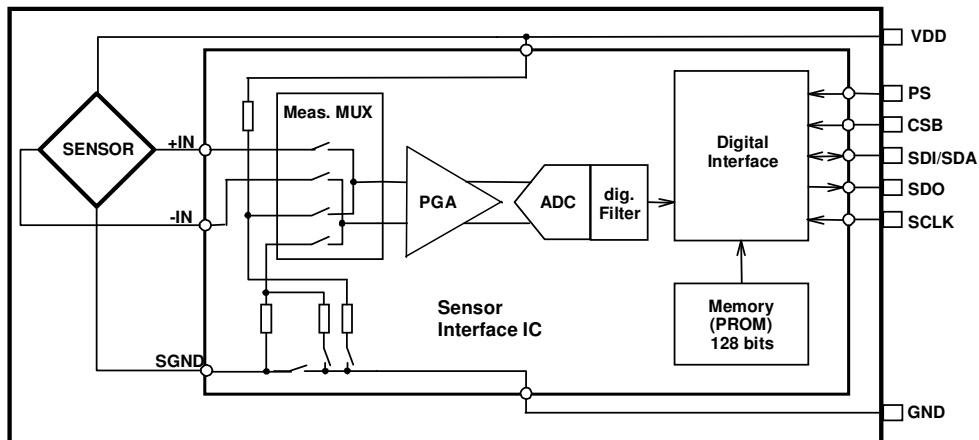 VDD
PS
Meas. MUX
CSB
SENSOR
+IN
Digital
Interface
SDI/SDA
PGA
ADC
dig.
Filter
SDO
-IN
SCLK
Sensor
Interface IC
Memory
(PROM)
128 bits
SGND
GND